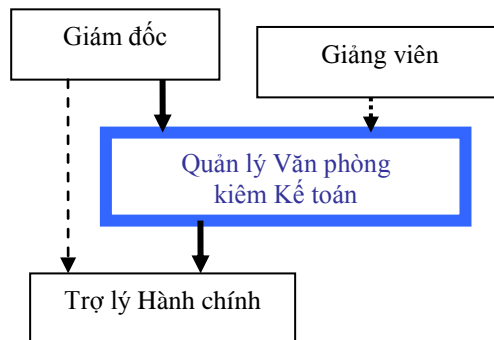 Giám đốc
Giảng viên
Quản lý Văn phòng
kiêm Kế toán
Trợ lý Hành chính